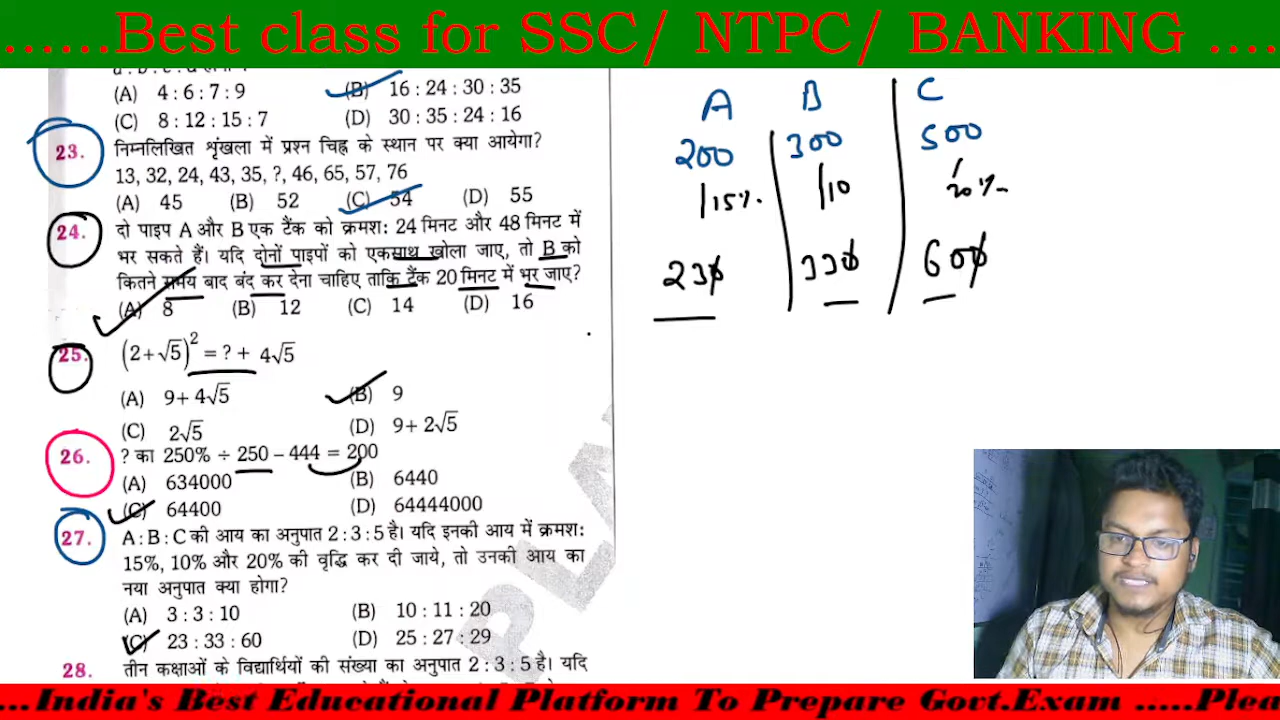 ......Best class for SSC/ NTPC/ BANKING ....
(A) 4 : 6 : 7 : 9 (B) 16 : 24 : 30 : 35
(C) 8 : 12 : 15 : 7 (D) 30 : 35 : 24 : 16
23. निम्नलिखित शृंखला में प्रश्न चिह्न के स्थान पर क्या आयेगा?
13, 32, 24, 43, 35, ?, 46, 65, 57, 76
(A) 45 (B) 52 (C) 54 (D) 55
24. दो पाइप A और B एक टैंक को क्रमश: 24 मिनट और 48 मिनट में
भर सकते हैं। यदि दोनों पाइपों को एकसाथ खोला जाए, तो B को
कितने समय बाद बंद कर देना चाहिए ताकि टैंक 20 मिनट में भर जाए?
(A) 8 (B) 12 (C) 14 (D) 16
25. (2+√5)² = ? + 4√5
(A) 9+ 4√5 (B) 9
(C) 2√5 (D) 9+ 2√5
26. ? का 250% ÷ 250 – 444 = 200
(A) 634000 (B) 6440
(C) 64400 (D) 64444000
27. A : B : C की आय का अनुपात 2 : 3 : 5 है। यदि इनकी आय में क्रमश:
15%, 10% और 20% की वृद्धि कर दी जाये, तो उनकी आय का
नया अनुपात क्या होगा?
(A) 3 : 3 : 10 (B) 10 : 11 : 20
(C) 23 : 33 : 60 (D) 25 : 27 : 29
28. तीन कक्षाओं के विद्यार्थियों की संख्या का अनुपात 2 : 3 : 5 है। यदि
A B C
200 300 500
15% 10 20%
230 330 600
...India's Best Educational Platform To Prepare Govt.Exam ......Plea